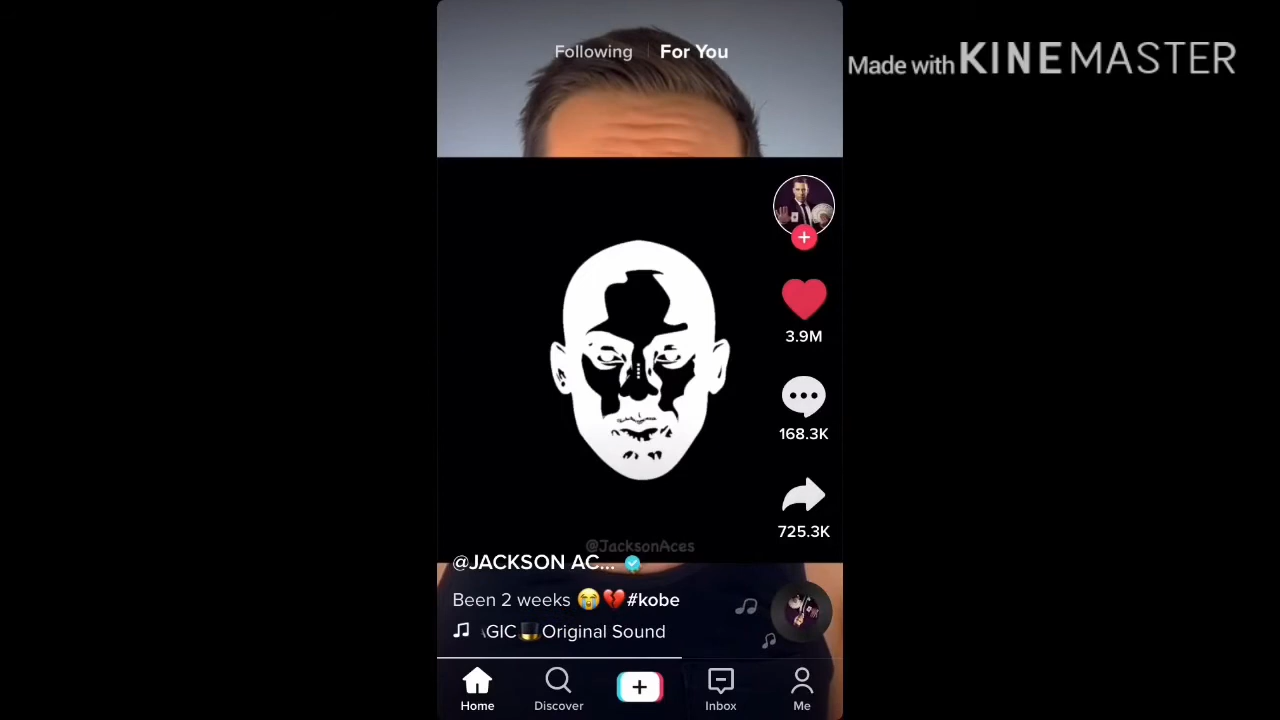 Following
For You
Made with KINEMASTER
3.9M
168.3K
725.3K
@JacksonAces
@JACKSON AC...
Been 2 weeks 😭💔#kobe
GIC🎩Original Sound
Home
Discover
Inbox
Me